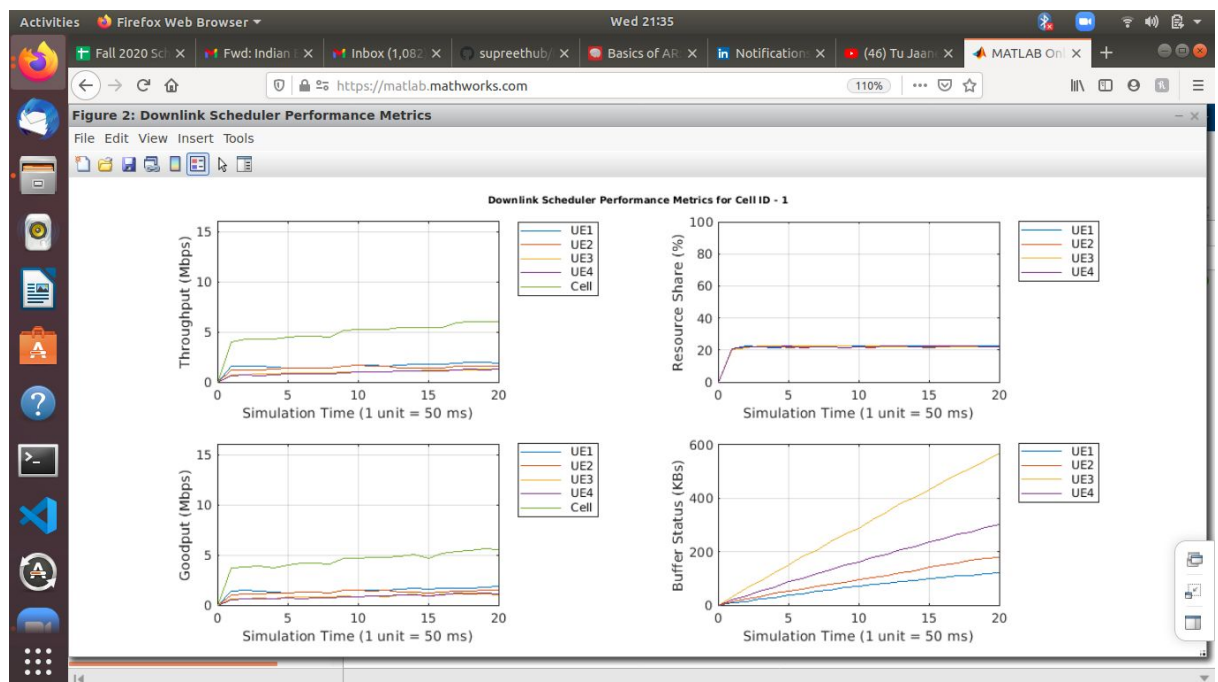 Activities Firefox Web Browser Wed 21:35
Fall 2020 Sch Fwd: Indian Inbox (1,082 supreethub/ Basics of AR Notification (46) Tu Jaan MATLAB Onl
https://matlab.mathworks.com 110%
Figure 2: Downlink Scheduler Performance Metrics
File Edit View Insert Tools
Downlink Scheduler Performance Metrics for Cell ID - 1
Throughput (Mbps)
15
10
5
0
0 5 10 15 20
Simulation Time (1 unit = 50 ms)
UE1
UE2
UE3
UE4
Cell
Resource Share (%)
100
80
60
40
20
0
0 5 10 15 20
Simulation Time (1 unit = 50 ms)
UE1
UE2
UE3
UE4
Goodput (Mbps)
15
10
5
0
0 5 10 15 20
Simulation Time (1 unit = 50 ms)
UE1
UE2
UE3
UE4
Cell
Buffer Status (KBs)
600
400
200
0
0 5 10 15 20
Simulation Time (1 unit = 50 ms)
UE1
UE2
UE3
UE4